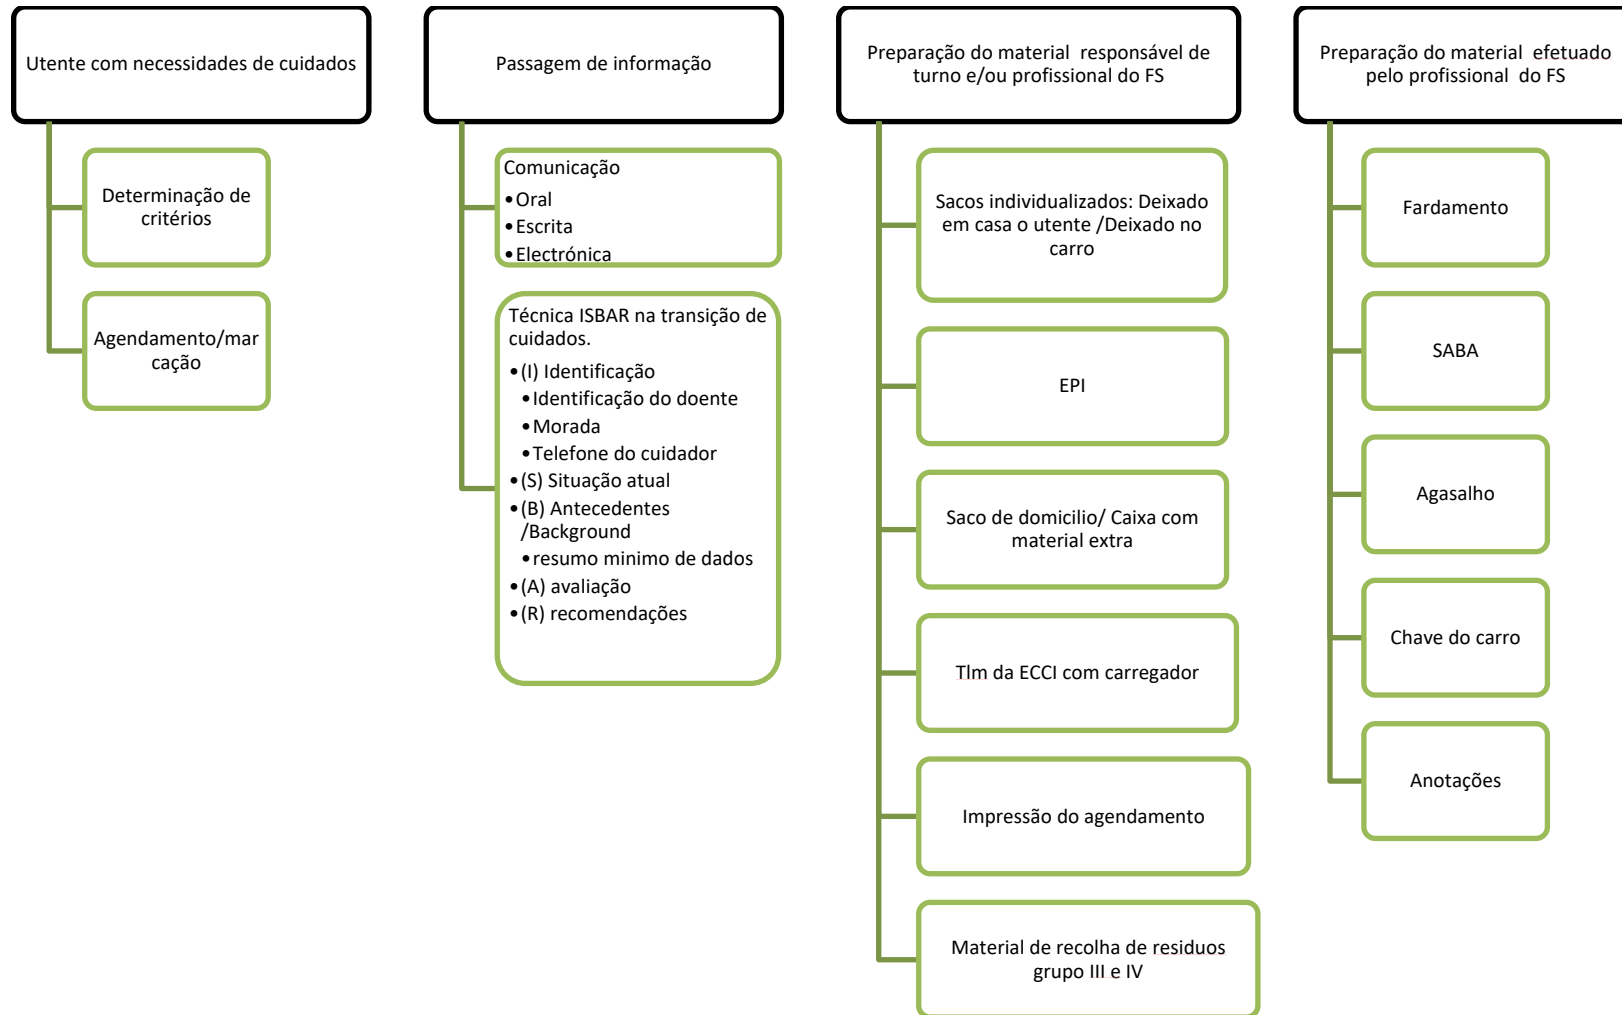 Utente com necessidades de cuidados
Determinação de
critérios
Agendamento/mar
cação
Passagem de informação
Comunicação
•Oral
•Escrita
•Electrónica
Técnica ISBAR na transição de
cuidados.
•(I) Identificação
•Identificação do doente
•Morada
•Telefone do cuidador
•(S) Situação atual
•(B) Antecedentes
/Background
•resumo minimo de dados
•(A) avaliação
•(R) recomendações
Preparação do material responsável de
turno e/ou profissional do FS
Sacos individualizados: Deixado
em casa o utente /Deixado no
carro
EPI
Saco de domicilio/ Caixa com
material extra
Tlm da ECCI com carregador
Impressão do agendamento
Material de recolha de residuos
grupo III e IV
Preparação do material efetuado
pelo profissional do FS
Fardamento
SABA
Agasalho
Chave do carro
Anotações